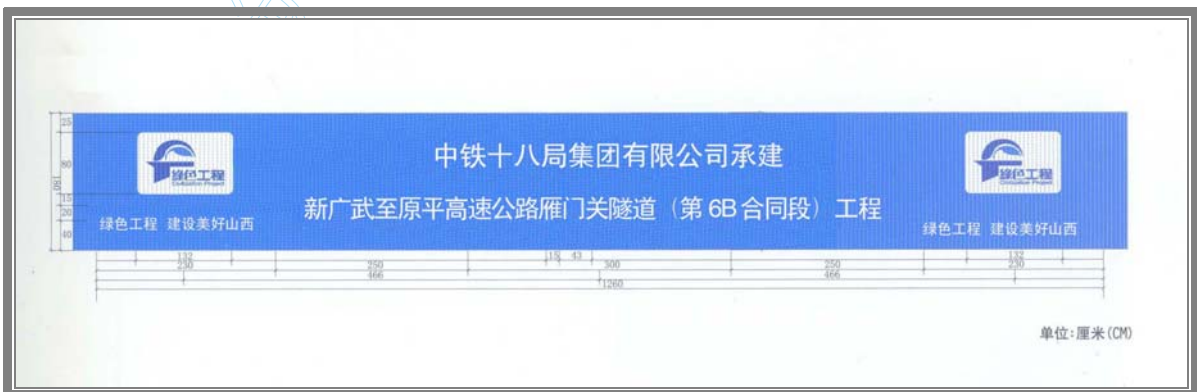 中铁十八局集团有限公司承建
新广武至原平高速公路雁门关隧道（第 6B 合同段）工程
绿色工程
绿色工程 建设美好山西
绿色工程
绿色工程 建设美好山西
25
80
180
15
20
40
132 15 43 132
230 250 300 250 230
466 466
1260
单位:厘米(CM)